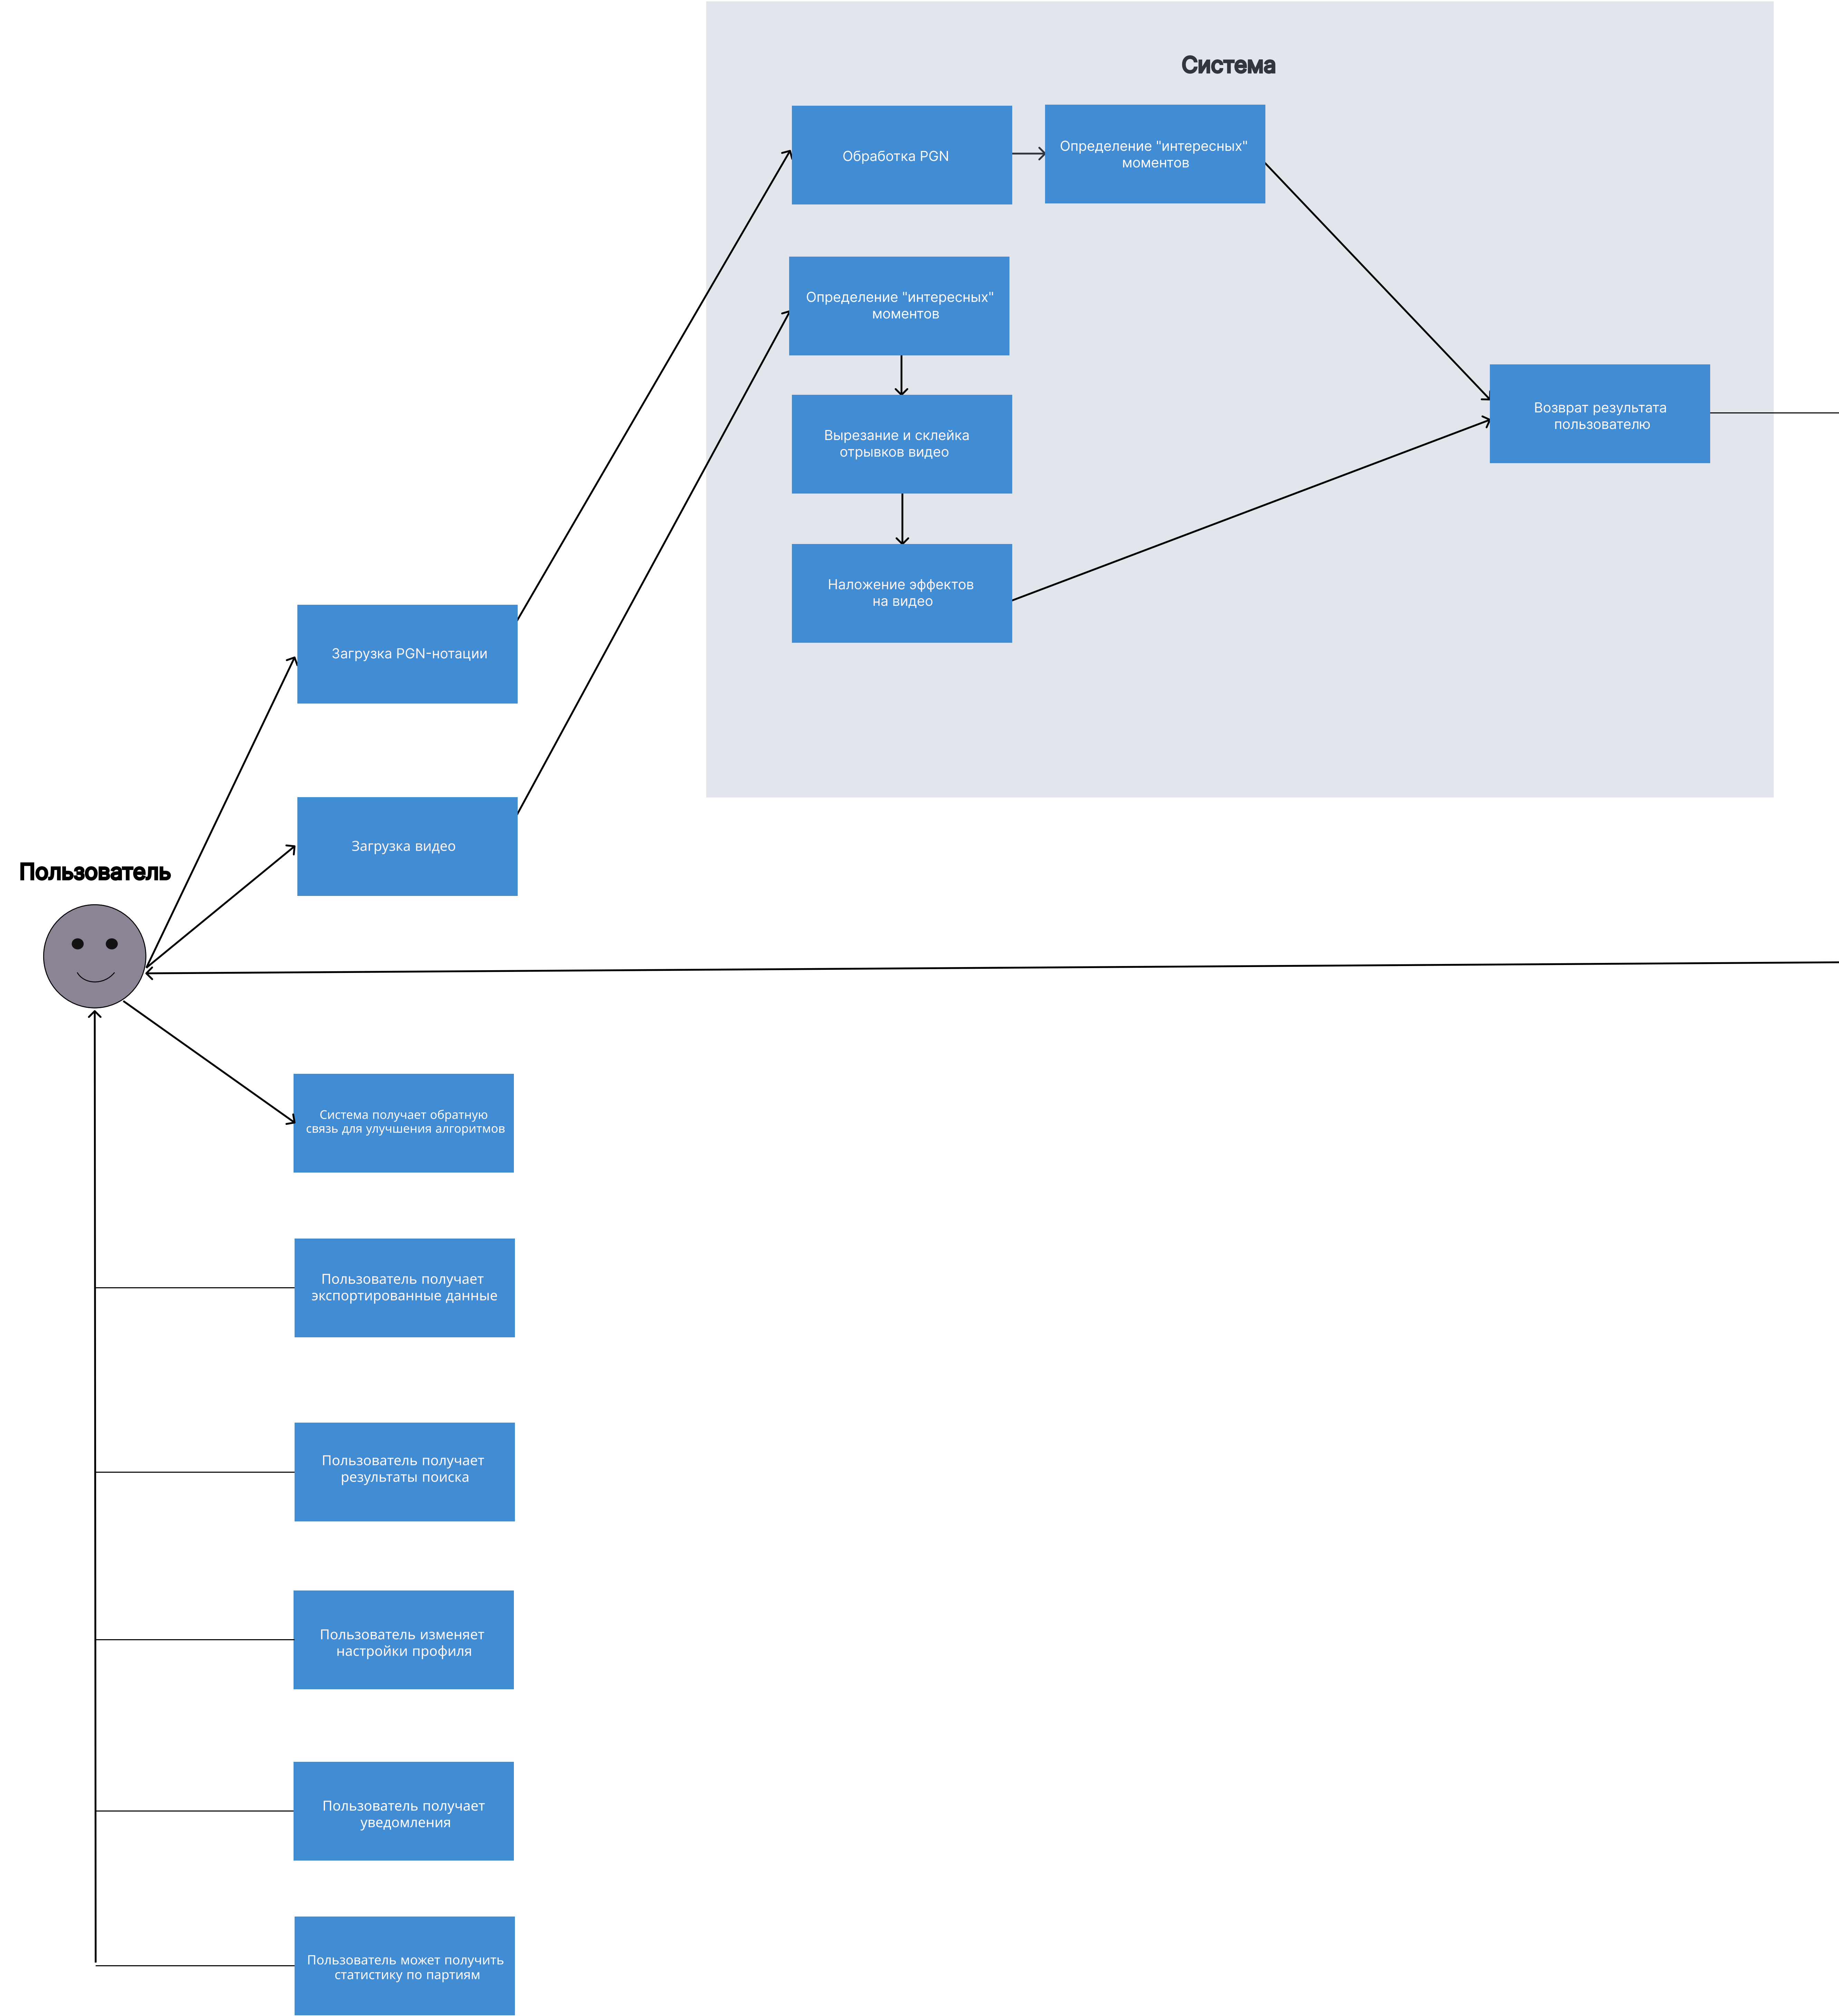 Система
Обработка PGN
Определение "интересных"
моментов
Определение "интересных"
моментов
Вырезание и склейка
отрывков видео
Возврат результата
пользователю
Наложение эффектов
на видео
Загрузка PGN-нотации
Загрузка видео
Пользователь
Система получает обратную
связь для улучшения алгоритмов
Пользователь получает
экспортированные данные
Пользователь получает
результаты поиска
Пользователь изменяет
настройки профиля
Пользователь получает
уведомления
Пользователь может получить
статистику по партиям